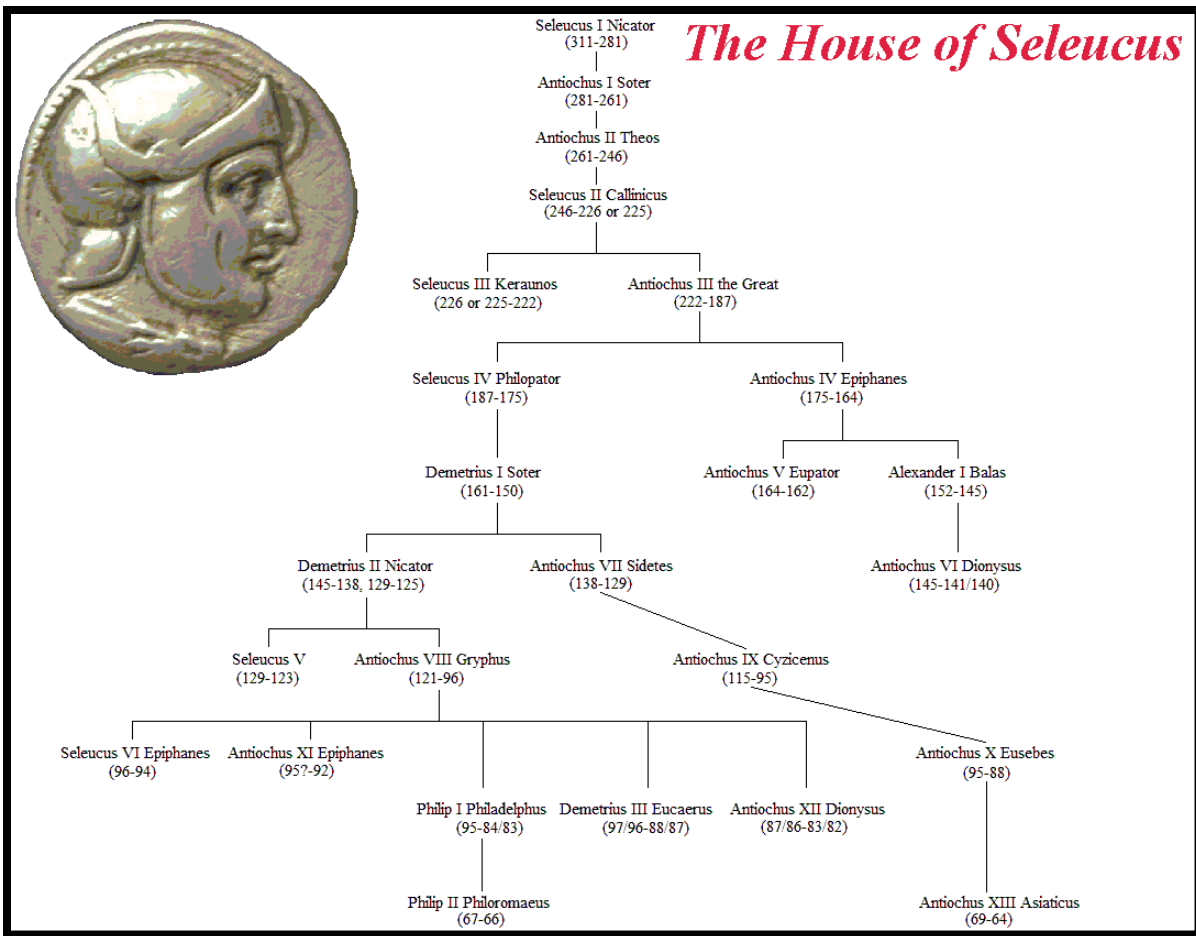 The House of Seleucus
Seleucus I Nicator
(311-281)
Antiochus I Soter
(281-261)
Antiochus II Theos
(261-246)
Seleucus II Callinicus
(246-226 or 225)
Seleucus III Keraunos
(226 or 225-222)
Antiochus III the Great
(222-187)
Seleucus IV Philopator
(187-175)
Antiochus IV Epiphanes
(175-164)
Demetrius I Soter
(161-150)
Antiochus V Eupator
(164-162)
Alexander I Balas
(152-145)
Demetrius II Nicator
(145-138, 129-125)
Antiochus VII Sidetes
(138-129)
Antiochus VI Dionysus
(145-141/140)
Seleucus V
(129-123)
Antiochus VIII Gryphus
(121-96)
Antiochus IX Cyzicenus
(115-95)
Seleucus VI Epiphanes
(96-94)
Antiochus XI Epiphanes
(95?-92)
Antiochus X Eusebes
(95-88)
Philip I Philadelphus
(95-84/83)
Demetrius III Eucaerus
(97/96-88/87)
Antiochus XII Dionysus
(87/86-83/82)
Philip II Philoromaeus
(67-66)
Antiochus XIII Asiaticus
(69-64)